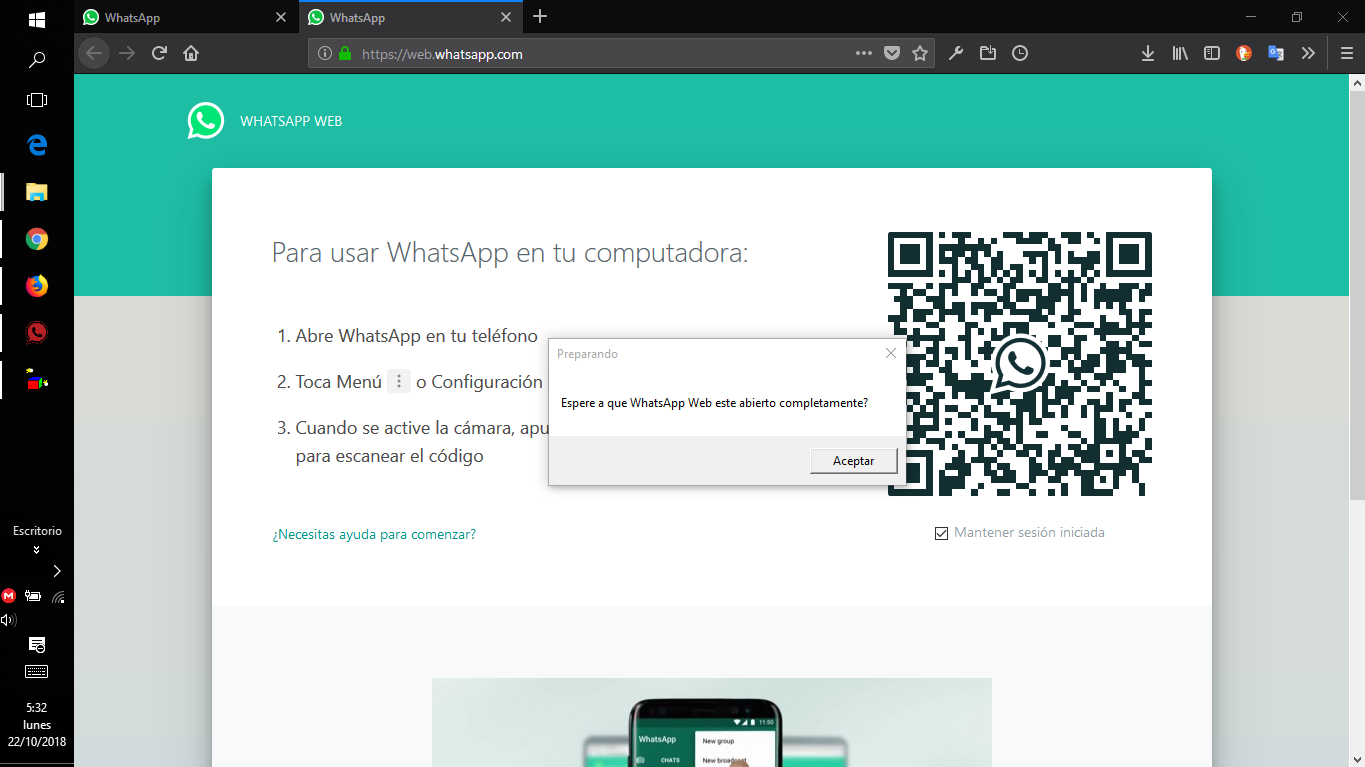 WhatsApp
WhatsApp
https://web.whatsapp.com
WHATSAPP WEB
Para usar WhatsApp en tu computadora:
1. Abre WhatsApp en tu teléfono
2. Toca Menú o Configuración
3. Cuando se active la cámara, apu
para escanear el código
Preparando
Espere a que WhatsApp Web este abierto completamente?
Aceptar
¿Necesitas ayuda para comenzar?
Mantener sesión iniciada
11:50
WhatsApp
New group
CHATS
New broadcast
Escritorio
5:32
lunes
22/10/2018